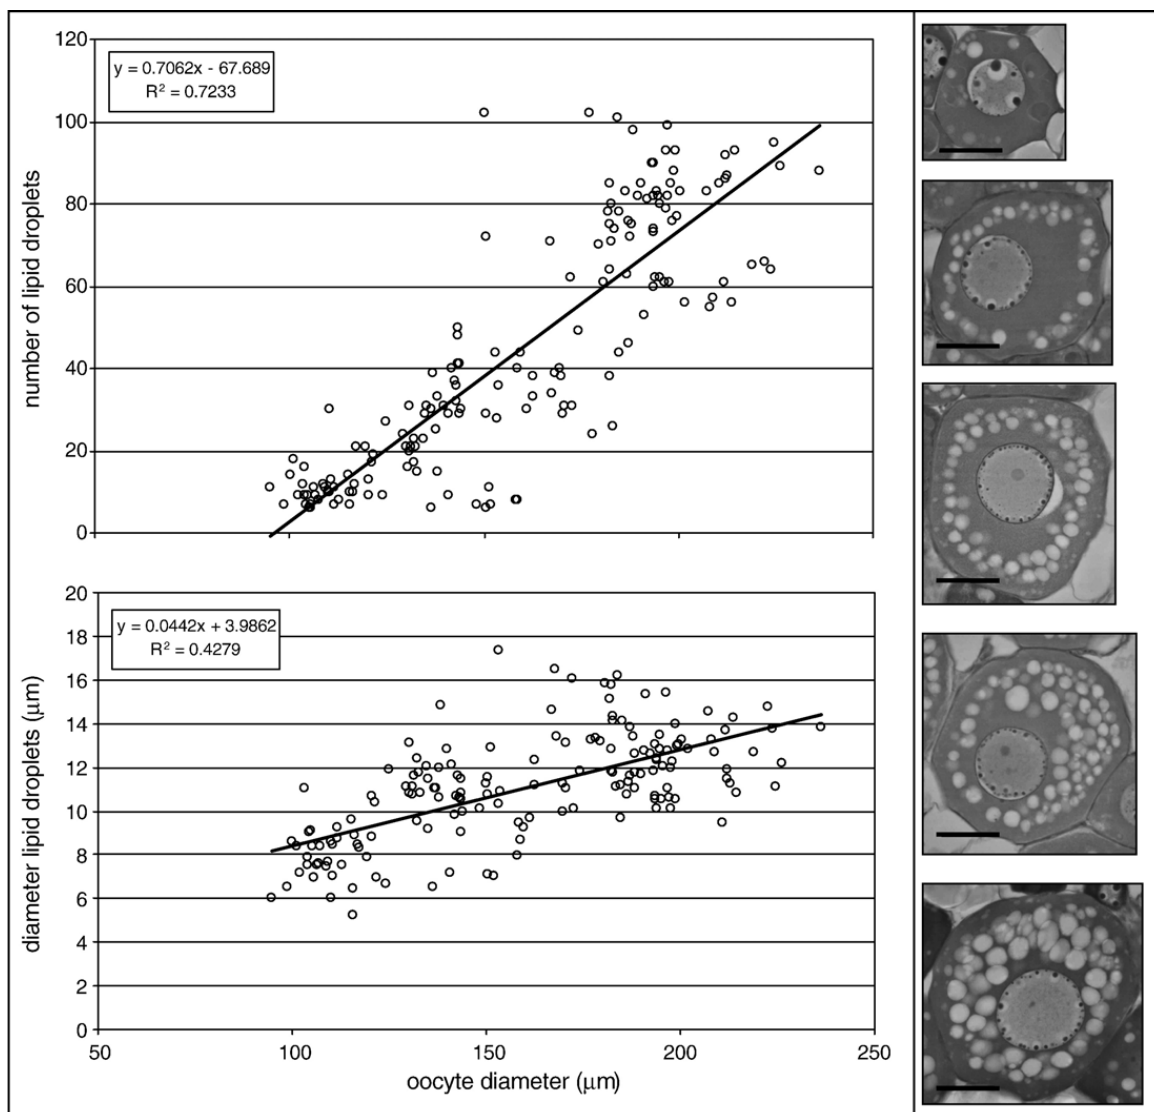 120
100
80
60
40
20
0
number of lipid droplets
y = 0.7062x - 67.689
R² = 0.7233
20
18
16
14
12
10
8
6
4
2
0
diameter lipid droplets (μm)
y = 0.0442x + 3.9862
R² = 0.4279
50 100 150 200 250
oocyte diameter (μm)